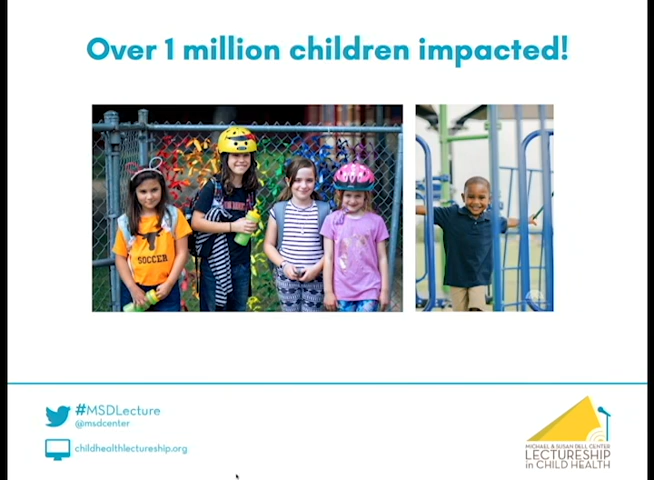 Over 1 million children impacted!
SOCCER
#MSDLecture
@msdcenter
childhealthlectureship.org
MICHAEL & SUSAN DELL CENTER
LECTURESHIP
in CHILD HEALTH